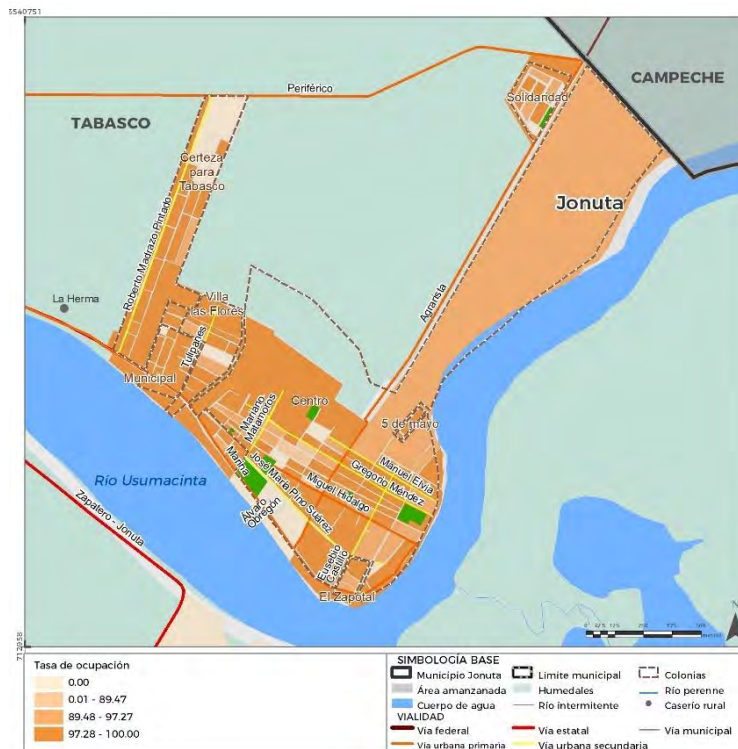 5540751
CAMPECHE
Periférico
Solidaridad
TABASCO
Certeza
para
Tabasco
Jonuta
Roberto Madrazo Pintado
La Herma
Villa
las Flores
Agrarista
Tulipanes
Municipal
Mariano
Matamoros
Centro
5 de mayo
Manuel Elvia
Gregorio Mendez
Marina
José María Pino Suárez
Miguel Hidalgo
Río Usumacinta
Álvaro
Obregón
Zapatero - Jonuta
Eusebio
Castillo
El Zapotal
N
712958
Tasa de ocupación
0.00
0.01 - 89.47
89.48 - 97.27
97.28 - 100.00
SIMBOLOGÍA BASE
Municipio Jonuta
Límite municipal
Colonias
Área amanzanada
Humedales
Río perenne
Cuerpo de agua
Río intermitente
Caserío rural
VIALIDAD
Vía federal
Vía estatal
Vía municipal
Vía urbana primaria
Vía urbana secundaria